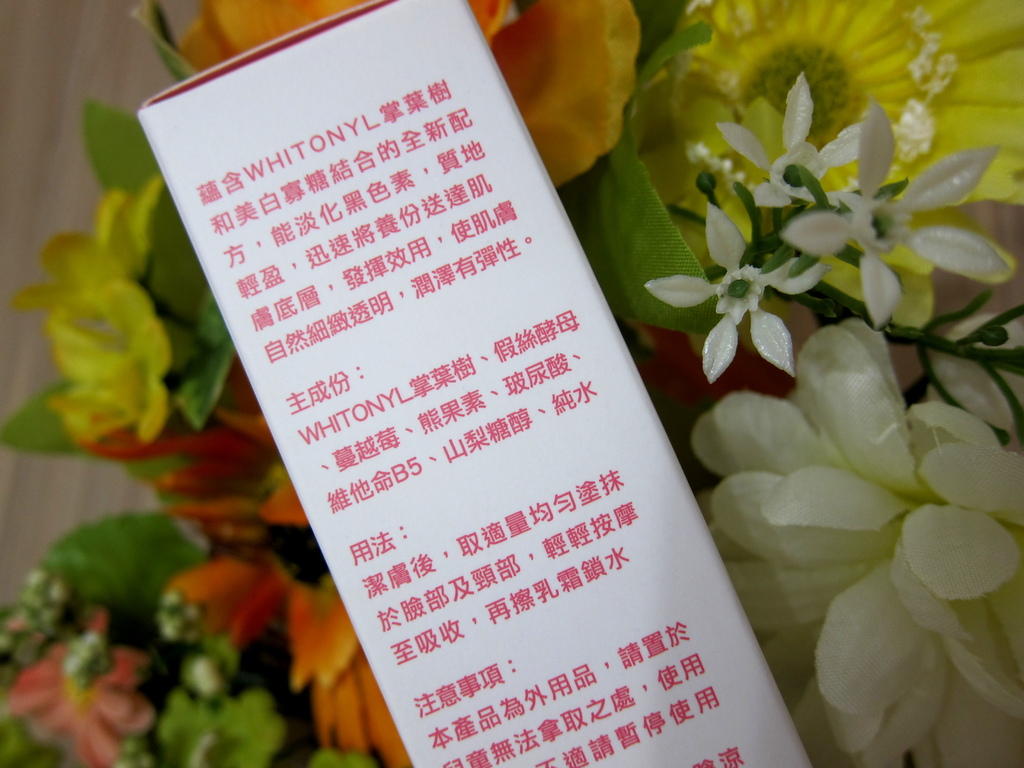 蘊含WHITONYL掌葉樹
和美白寡糖結合的全新配
方，能淡化黑色素，質地
輕盈，迅速將養份送達肌
膚底層，發揮效用，使肌膚
自然細緻透明，潤澤有彈性。
主成份：
WHITONYL掌葉樹、假絲酵母
、蔓越莓、熊果素、玻尿酸、
維他命B5、山梨糖醇、純水
用法：
潔膚後，取適量均勻塗抹
於臉部及頸部，輕輕按摩
至吸收，再擦乳霜鎖水
注意事項：
本產品為外用品，請置於
兒童無法拿取之處，使用
不適請暫停使用
陰涼